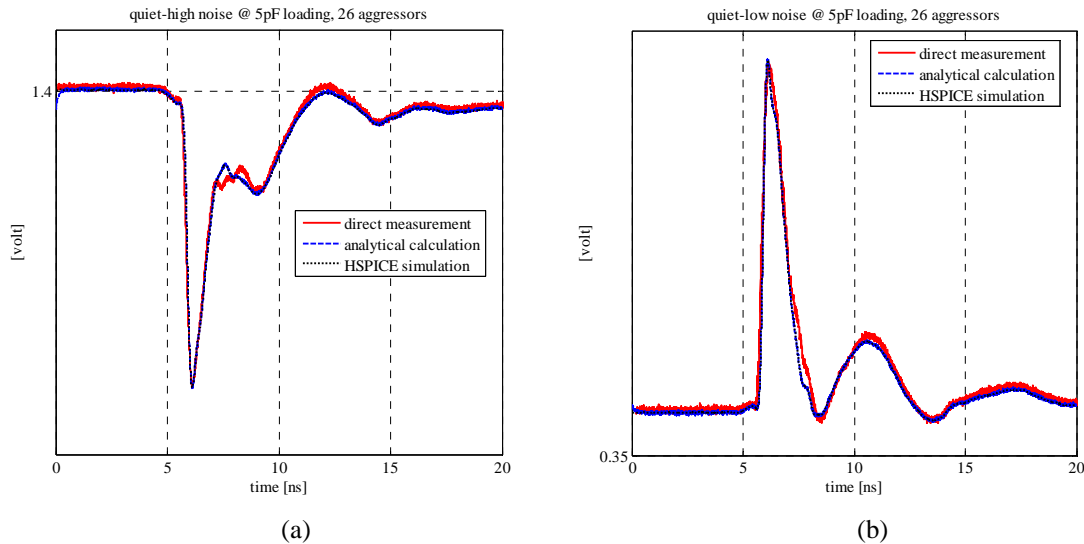 quiet-high noise @ 5pF loading, 26 aggressors
1.4
[volt]
direct measurement
analytical calculation
HSPICE simulation
0 5 10 15 20
time [ns]
(a)
quiet-low noise @ 5pF loading, 26 aggressors
direct measurement
analytical calculation
HSPICE simulation
[volt]
0.35
0 5 10 15 20
time [ns]
(b)